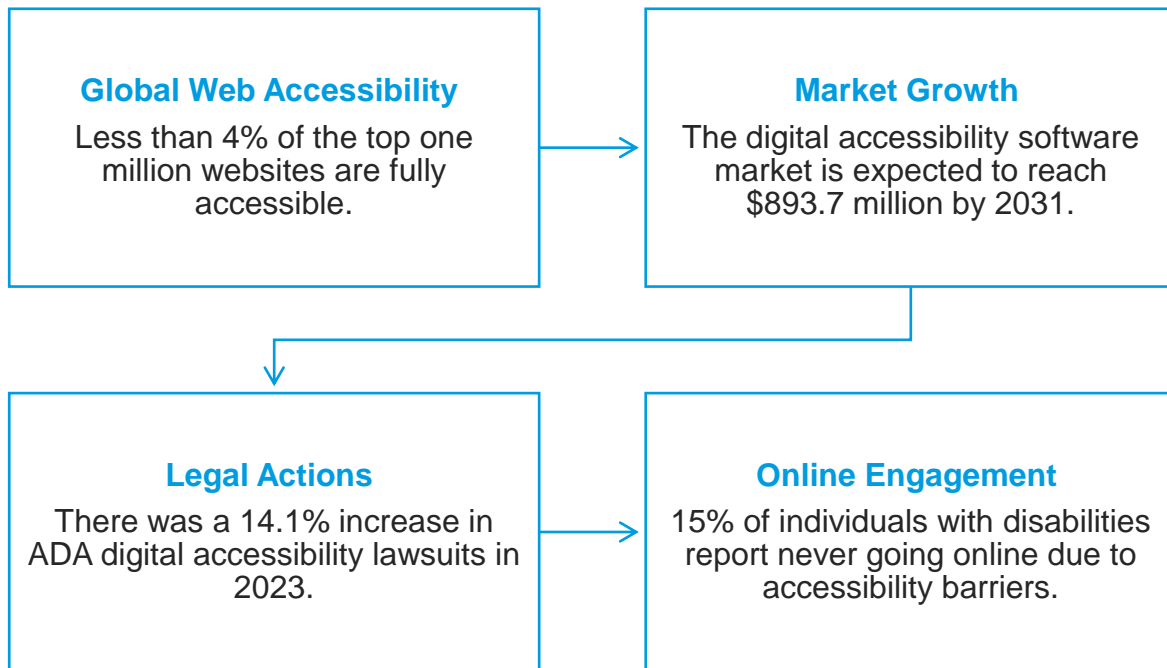 Global Web Accessibility
Less than 4% of the top one
million websites are fully
accessible.
Market Growth
The digital accessibility software
market is expected to reach
$893.7 million by 2031.
Legal Actions
There was a 14.1% increase in
ADA digital accessibility lawsuits in
2023.
Online Engagement
15% of individuals with disabilities
report never going online due to
accessibility barriers.